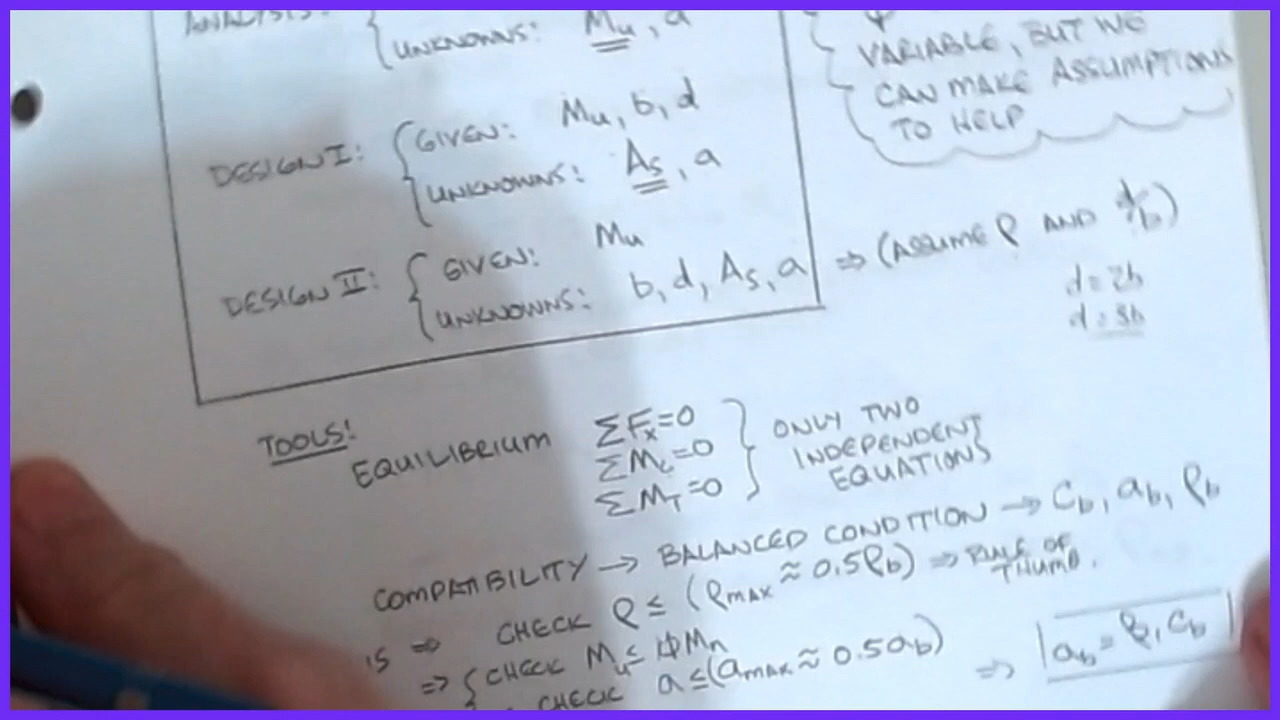 ANALYSIS:
UNKNOWNS: Mu, a
VARIABLE, BUT WE
CAN MAKE ASSUMPTIONS
TO HELP
DESIGN I: GIVEN: Mu, b, d
UNKNOWNS: As, a
DESIGN II: GIVEN: Mu
UNKNOWNS: b, d, As, a ⇒ (ASSUME ρ AND d/b)
d = 2b
d = 3b
TOOLS!
EQUILIBRIUM ΣFx=0
ΣMc=0
ΣMT=0
ONLY TWO
INDEPENDENT
EQUATIONS
COMPATIBILITY → BALANCED CONDITION → Cb, ab, ρb
IS ⇒ CHECK ρ ≤ (ρMAX ≈ 0.5ρb) ⇒ RULE OF
THUMB.
⇒ CHECK Mu ≤ ϕMn
CHECK a ≤ (aMAX ≈ 0.5ab) ⇒ ab = β1 Cb